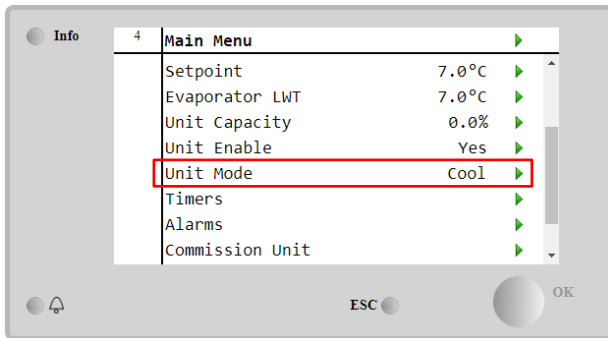 Info
4 Main Menu
Setpoint 7.0°C
Evaporator LWT 7.0°C
Unit Capacity 0.0%
Unit Enable Yes
Unit Mode Cool
Timers
Alarms
Commission Unit
ESC
OK